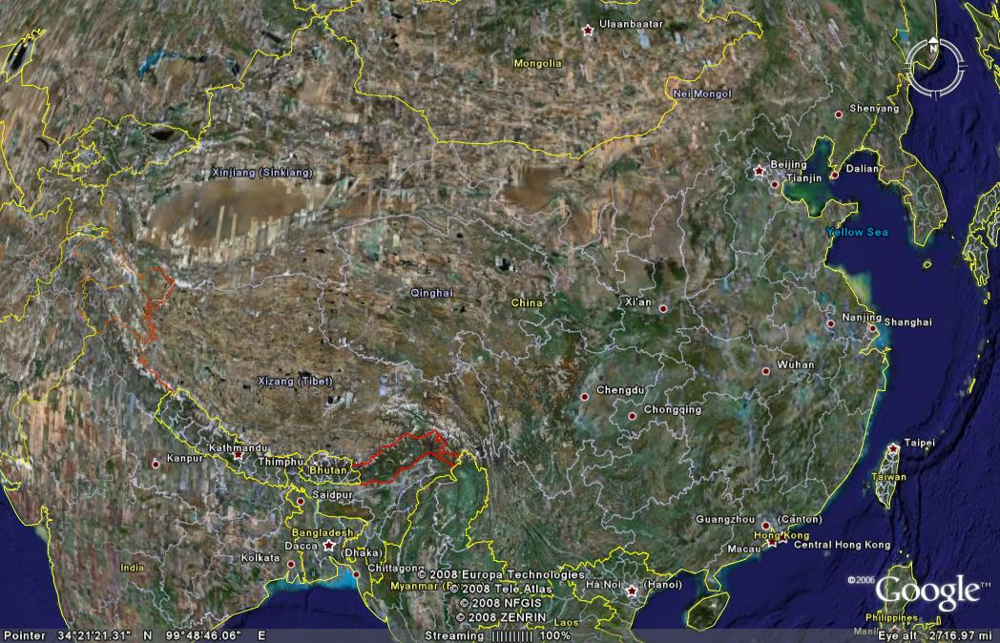 Ulaanbaatar
Mongolia
N
Nei Mongol
Shenyang
Beijing
Tianjin
Dalian
Xinjiang (Sinkiang)
Yellow Sea
Qinghai
China
Xi'an
Nanjing
Shanghai
Wuhan
Xizang (Tibet)
Chengdu
Chongqing
Kathmandu
Thimphu
Kanpur
Bhutan
Taipei
Taiwan
Saidpur
Guangzhou (Canton)
Bangladesh
Hong Kong
Dacca (Dhaka)
Macau
Central Hong Kong
Kolkata
Chittagong
India
Myanmar
Hà Noi (Hanoi)
Laos
Philippines
© 2008 Europa Technologies
© 2008 Tele Atlas
© 2008 NFGIS
© 2008 ZENRIN
©2006 Google™
Pointer 34°21'21.31" N 99°48'46.06" E Streaming |||||||||| 100% Eye alt 2716.97 mi